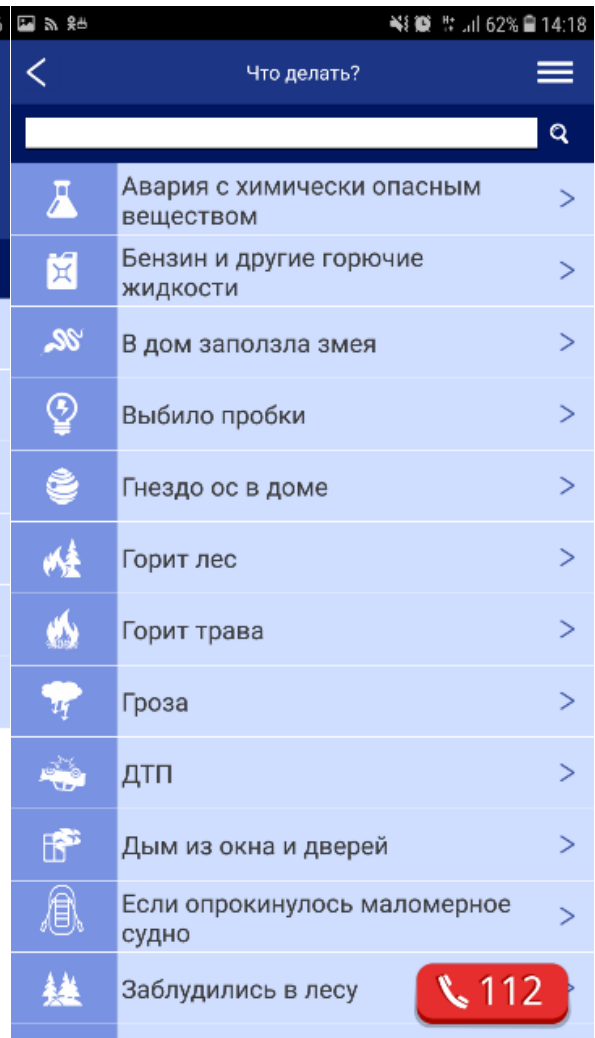 62% 14:18
Что делать?
Авария с химически опасным
веществом
Бензин и другие горючие
жидкости
В дом заползла змея
Выбило пробки
Гнездо ос в доме
Горит лес
Горит трава
Гроза
ДТП
Дым из окна и дверей
Если опрокинулось маломерное
судно
Заблудились в лесу
112